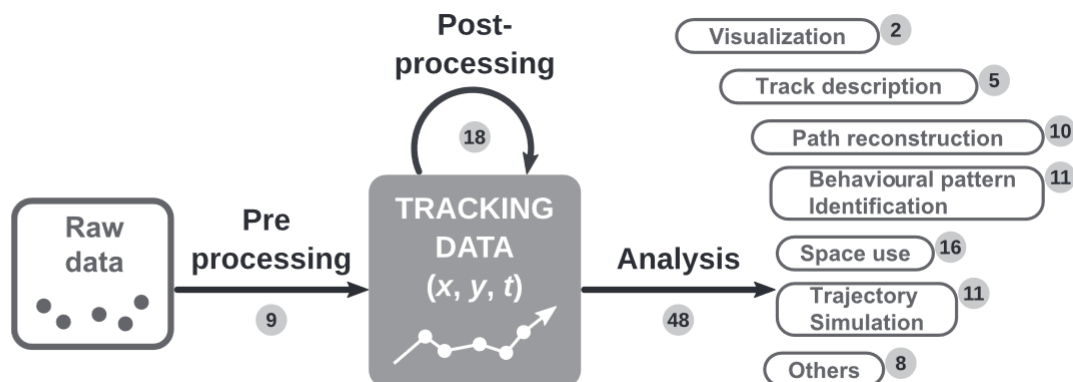 Post-
processing
18
Raw
data
Pre
processing
9
TRACKING
DATA
(x, y, t)
Analysis
48
Visualization
2
Track description
5
Path reconstruction
10
Behavioural pattern
Identification
11
Space use
16
Trajectory
Simulation
11
Others
8